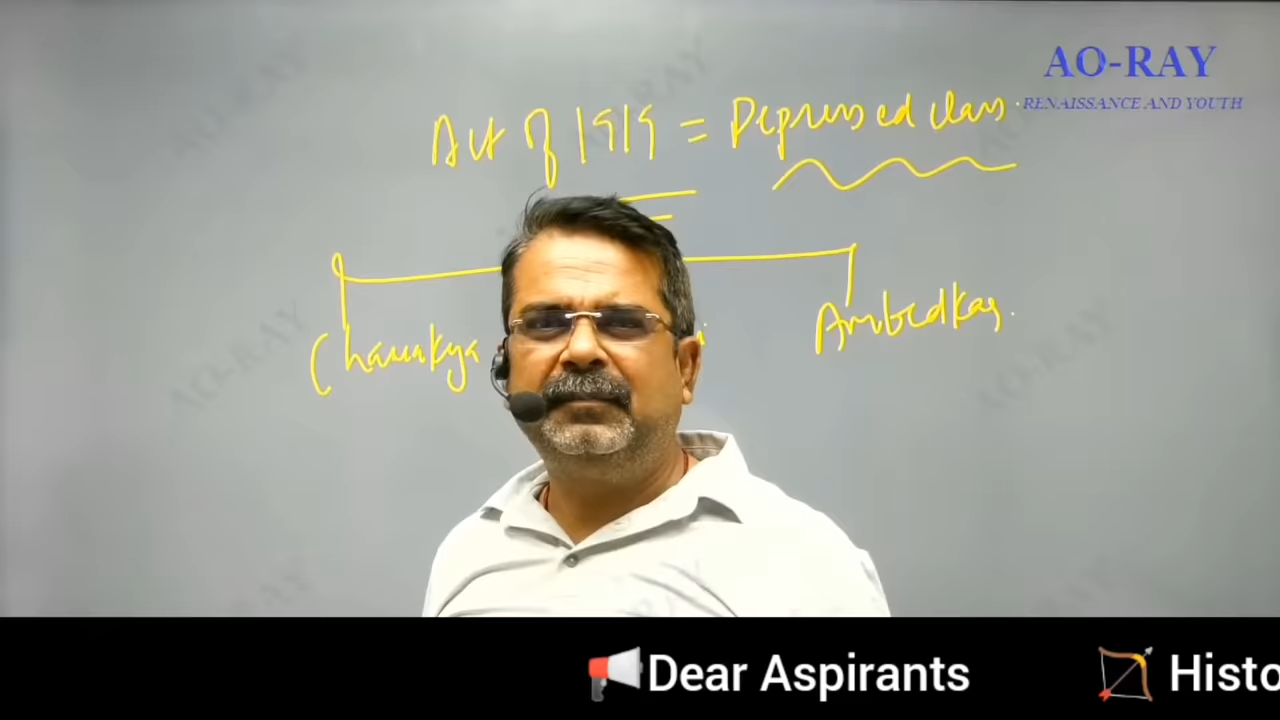 AO-RAY
RENAISSANCE AND YOUTH
Act of 1919 = Depressed class.
Chanakya
Ambedkar.
📢Dear Aspirants 🏹 Histo